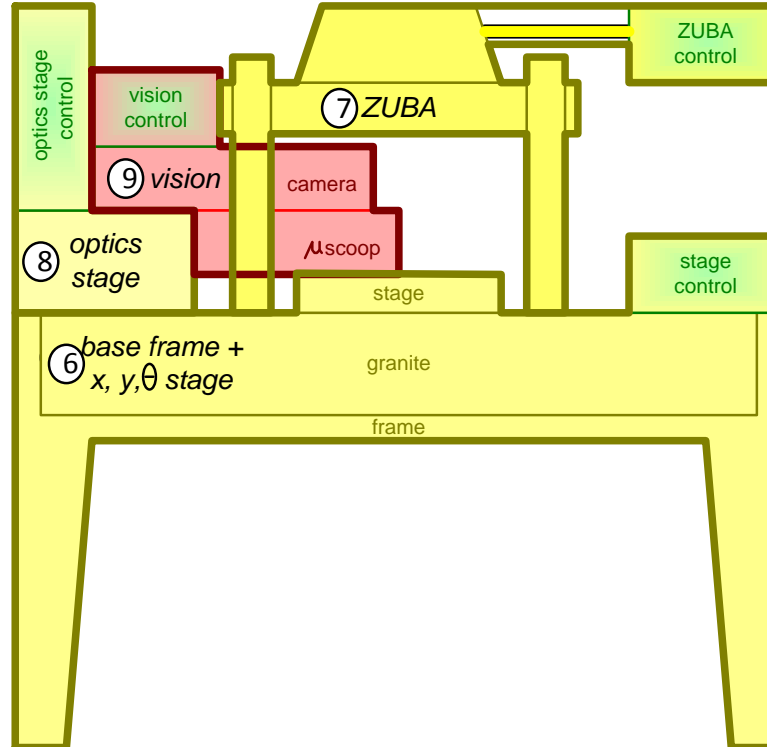 optics stage
control
ZUBA
control
vision
control
7 ZUBA
9 vision
camera
8 optics
stage
μscoop
stage
control
stage
6 base frame +
x, y,θ stage
granite
frame